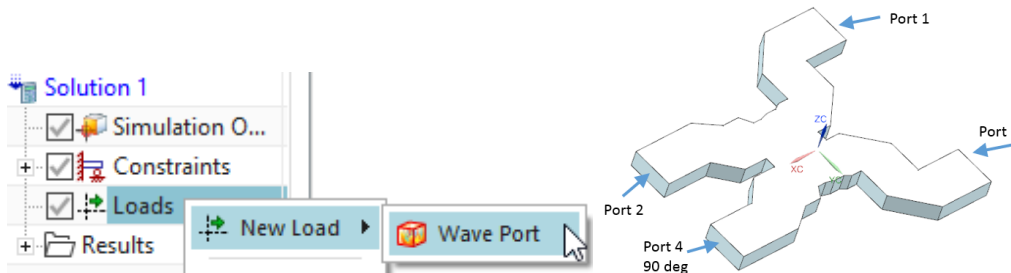 Solution 1
Simulation O...
Constraints
Loads
New Load
Wave Port
Results
Port 1
Port
Port 2
Port 4
90 deg
ZC
XC